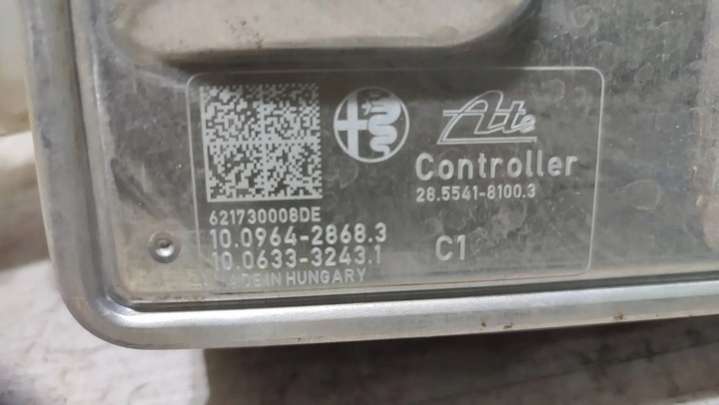 Ate
Controller
28.5541-8100.3
621730008DE
10.0964-2868.3
10.0633-3243.1
C1
MADE IN HUNGARY